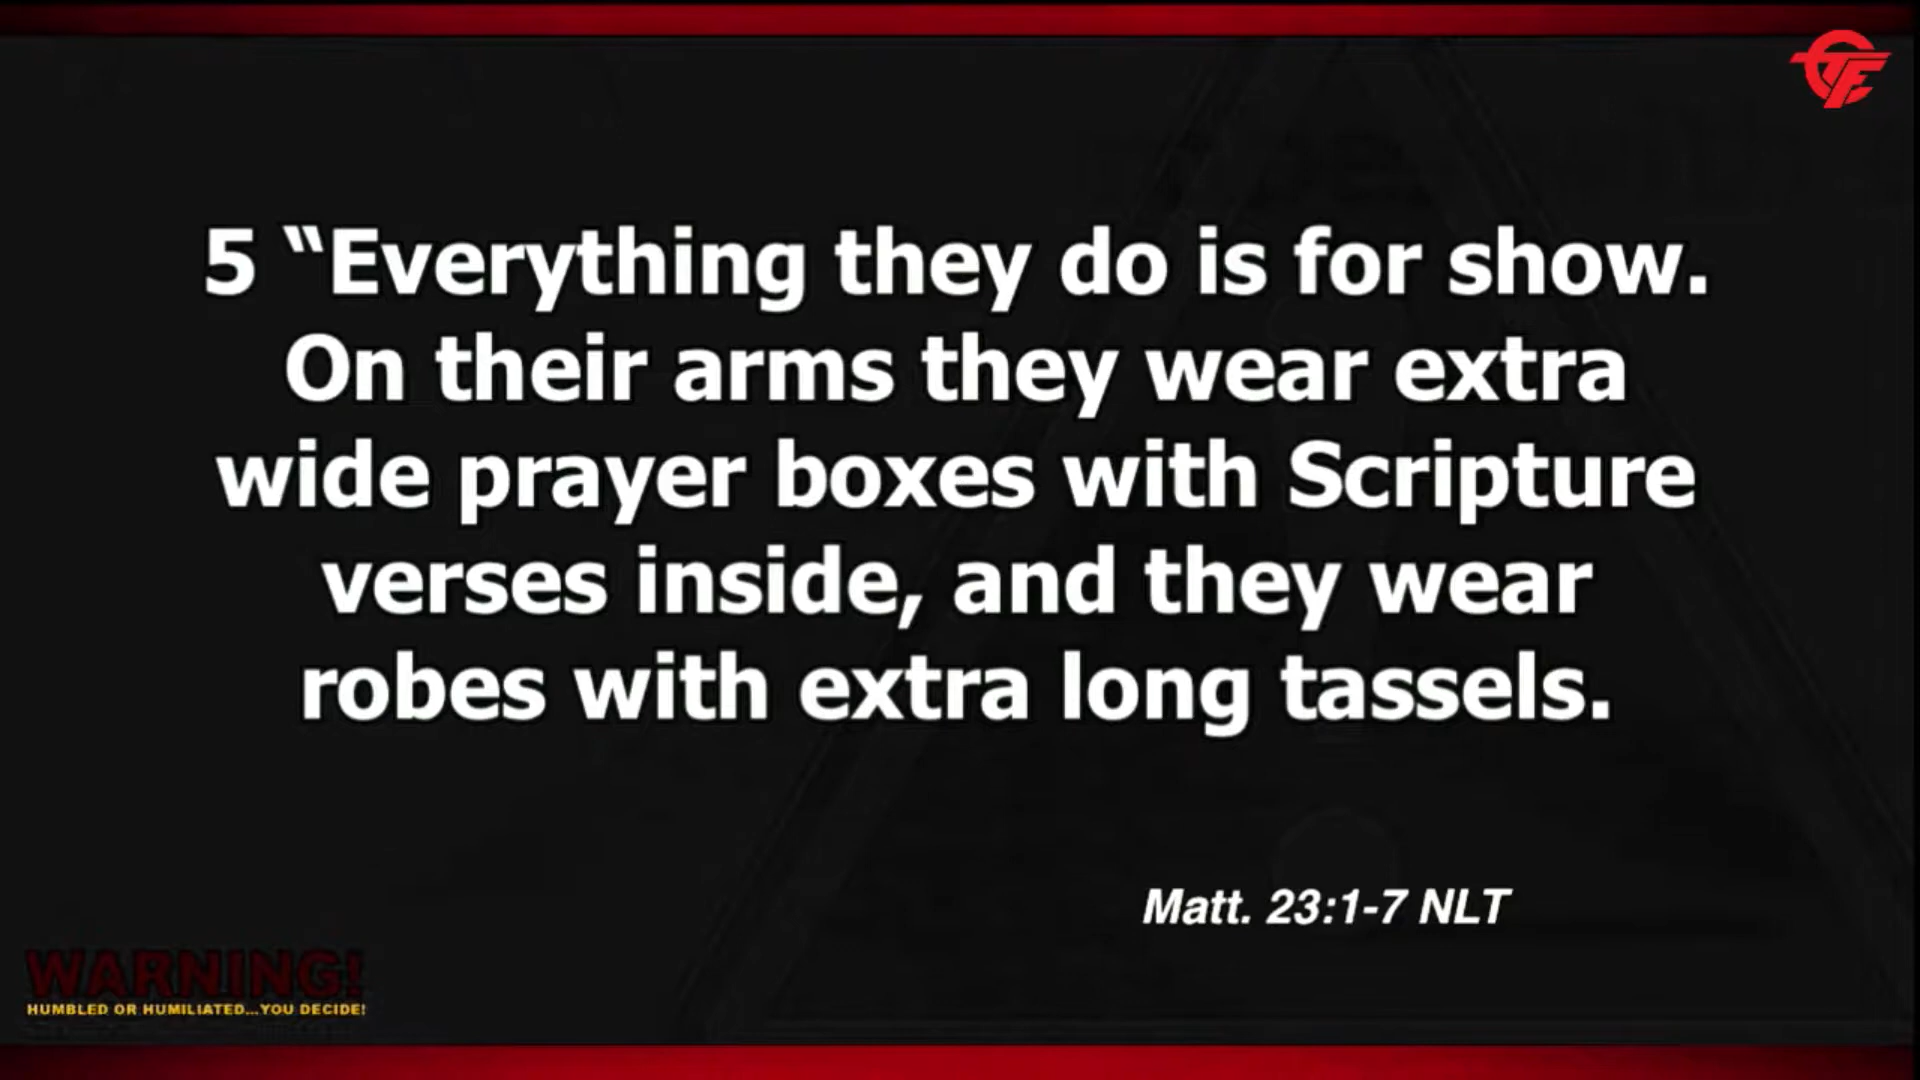 5 “Everything they do is for show.
On their arms they wear extra
wide prayer boxes with Scripture
verses inside, and they wear
robes with extra long tassels.
Matt. 23:1-7 NLT
WARNING!
HUMBLED OR HUMILIATED...YOU DECIDE!